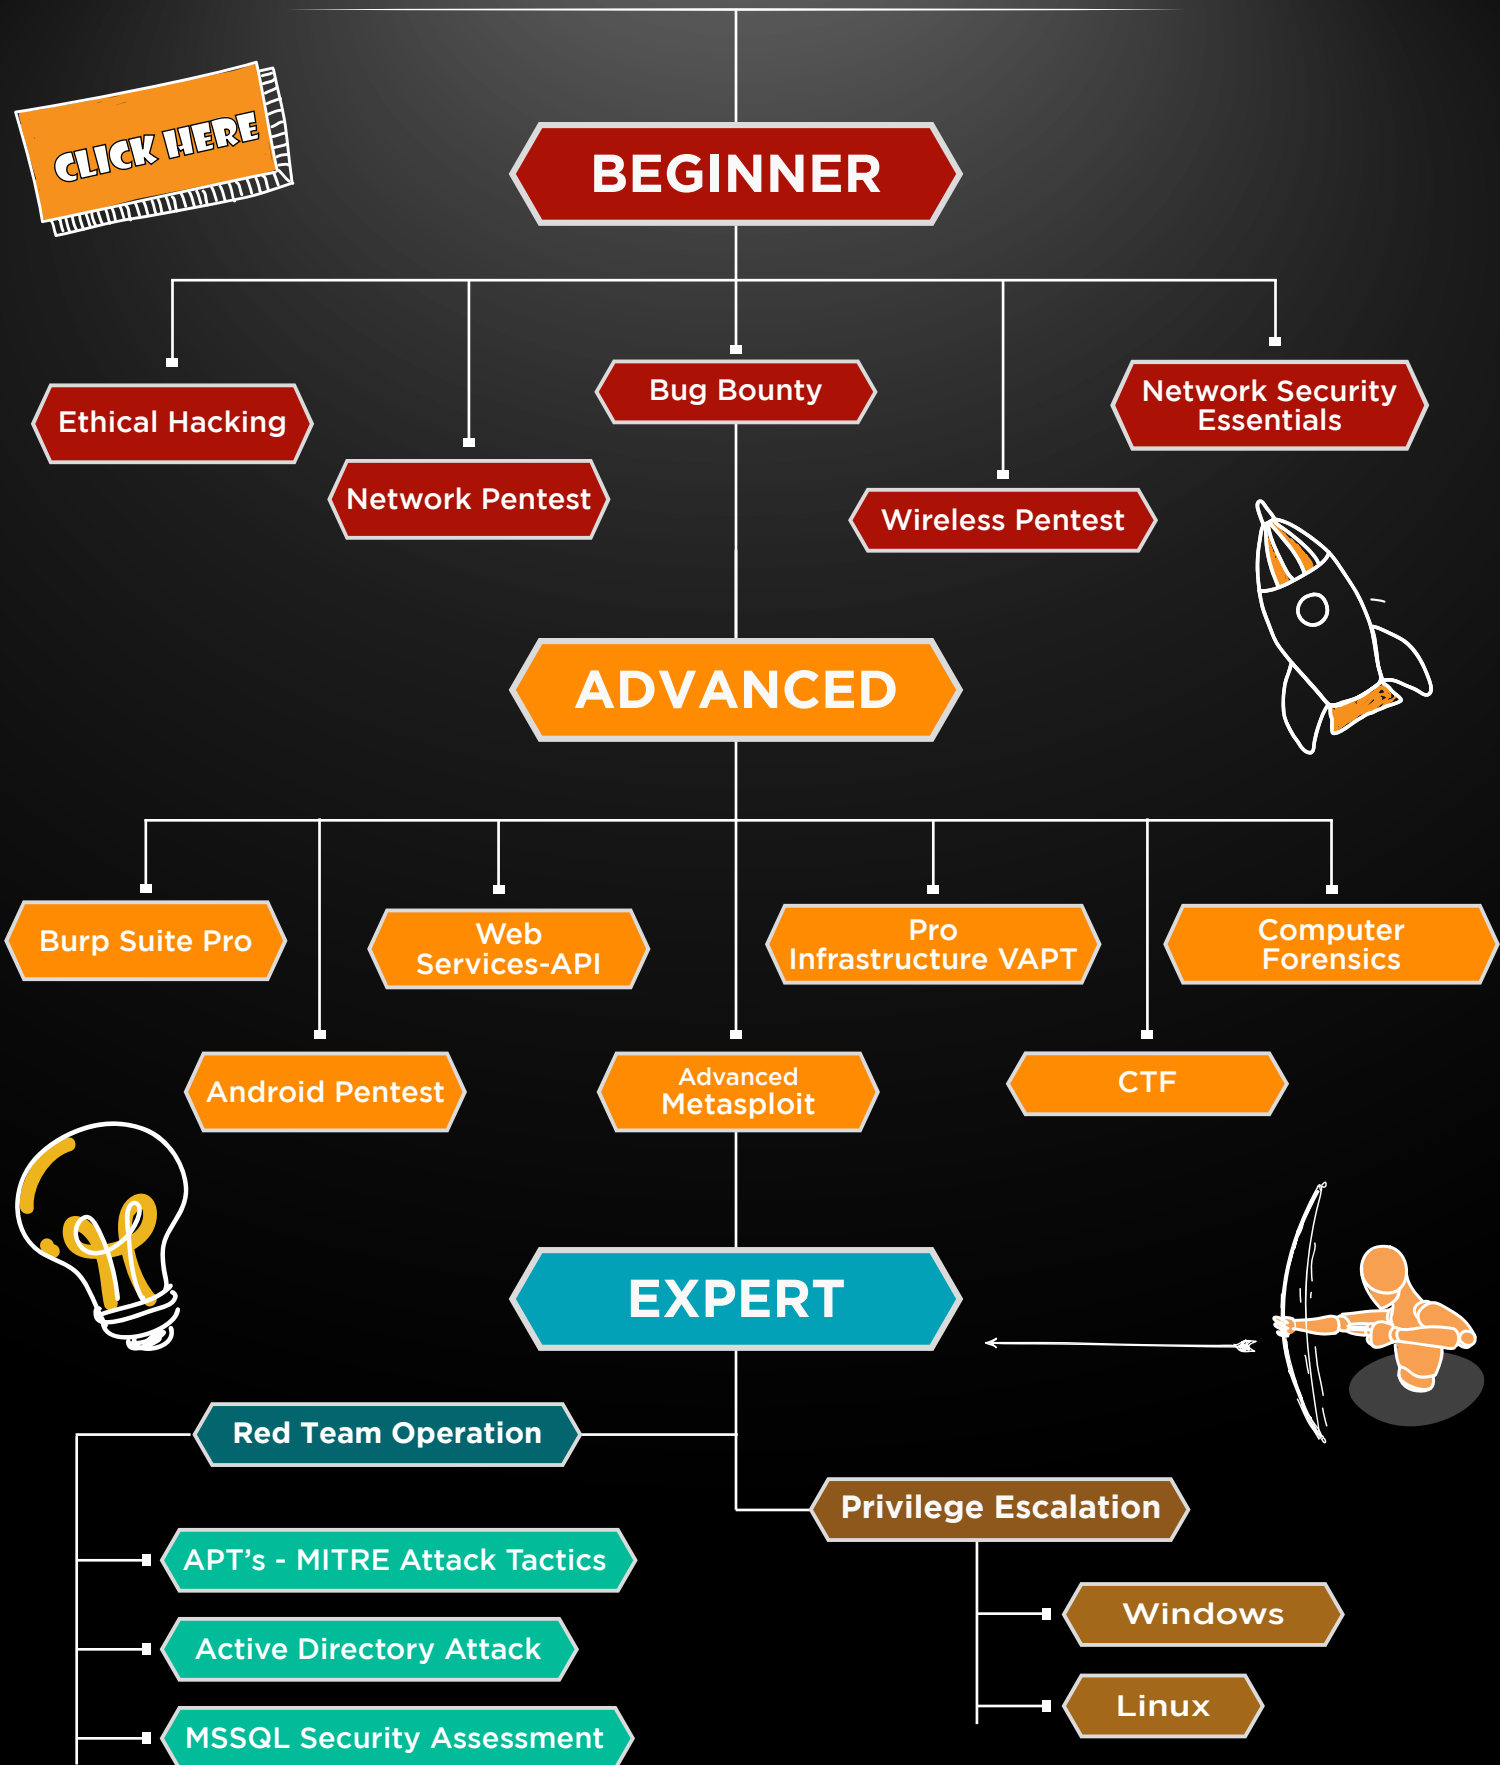 CLICK HERE
BEGINNER
Ethical Hacking
Network Pentest
Bug Bounty
Wireless Pentest
Network Security
Essentials
ADVANCED
Burp Suite Pro
Android Pentest
Web
Services-API
Advanced
Metasploit
Pro
Infrastructure VAPT
CTF
Computer
Forensics
EXPERT
Red Team Operation
APT’s - MITRE Attack Tactics
Active Directory Attack
MSSQL Security Assessment
Privilege Escalation
Windows
Linux